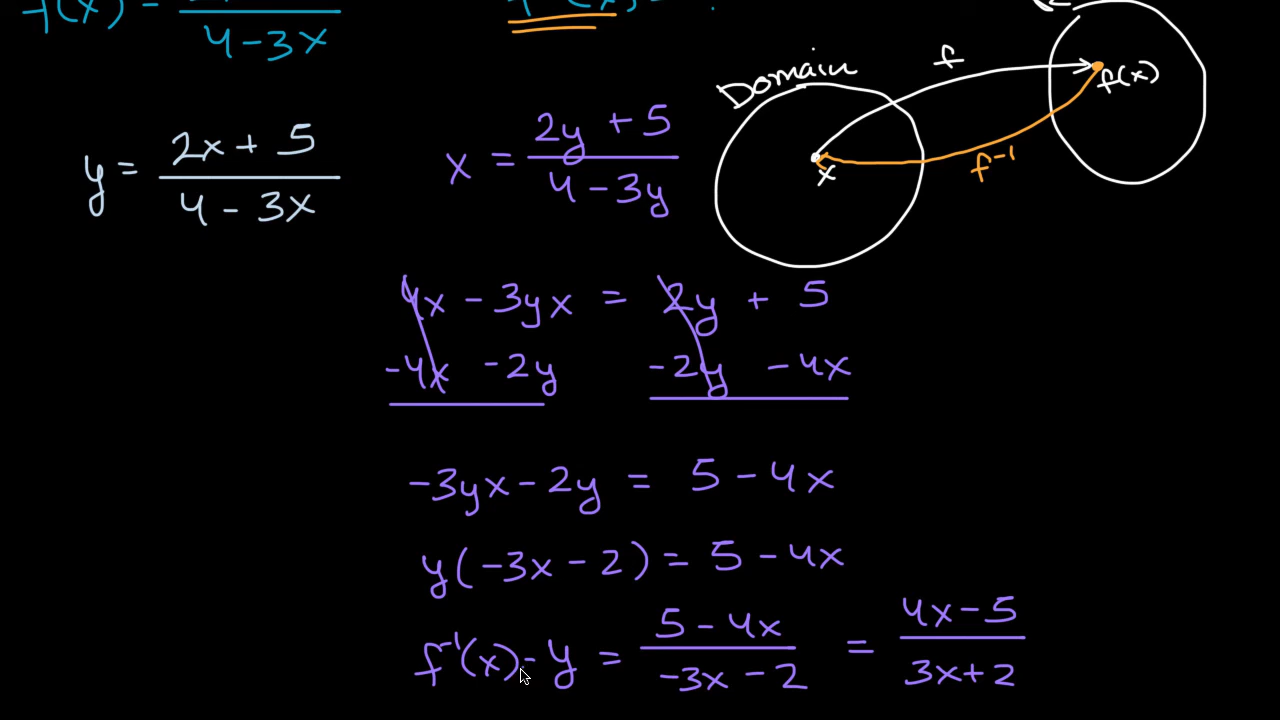 f(x) = / 4-3x
f⁻¹(x) = ?
Domain
f
f(x)
x
f⁻¹
y = (2x + 5)/(4 - 3x)
x = (2y + 5)/(4 - 3y)
4x - 3yx = 2y + 5
-4x -2y -2y -4x
-3yx - 2y = 5 - 4x
y(-3x - 2) = 5 - 4x
f⁻¹(x) = y = (5 - 4x)/(-3x - 2) = (4x - 5)/(3x + 2)